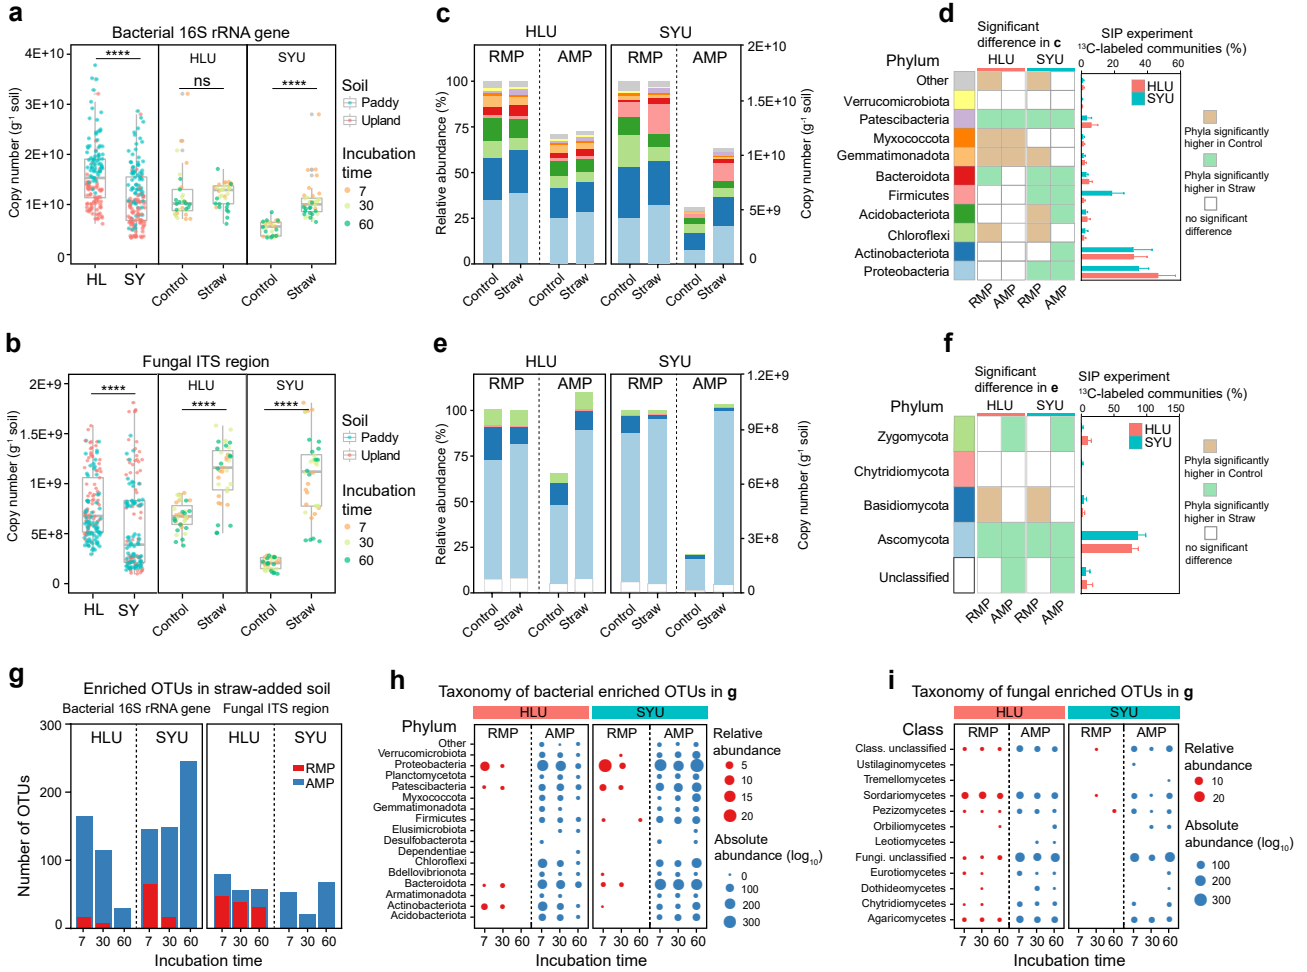 a
Bacterial 16S rRNA gene
Copy number (g⁻¹ soil)
4E+10
3E+10
2E+10
1E+10
0
****
HLU
ns
SYU
****
HL
SY
Control
Straw
Control
Straw
Soil
Paddy
Upland
Incubation
time
7
30
60
b
Fungal ITS region
Copy number (g⁻¹ soil)
2E+9
1.5E+9
1E+9
5E+8
0
****
HLU
****
SYU
****
HL
SY
Control
Straw
Control
Straw
Soil
Paddy
Upland
Incubation
time
7
30
60
c
HLU
SYU
RMP
AMP
RMP
AMP
Relative abundance (%)
100
75
50
25
0
2E+10
1.5E+10
1E+10
5E+9
0
Copy number (g⁻¹ soil)
Control
Straw
Control
Straw
Control
Straw
Control
Straw
d
Significant
difference in c
SIP experiment
¹³C-labeled communities (%)
Phylum
HLU
SYU
0
20
40
60
HLU
SYU
Other
Verrucomicrobiota
Patescibacteria
Myxococcota
Gemmatimonadota
Bacteroidota
Firmicutes
Acidobacteriota
Chloroflexi
Actinobacteriota
Proteobacteria
RMP
AMP
RMP
AMP
Phyla significantly
higher in Control
Phyla significantly
higher in Straw
no significant
difference
e
HLU
SYU
RMP
AMP
RMP
AMP
Relative abundance (%)
100
75
50
25
0
1.2E+9
9E+8
6E+8
3E+8
0
Copy number (g⁻¹ soil)
Control
Straw
Control
Straw
Control
Straw
Control
Straw
f
Significant
difference in e
SIP experiment
¹³C-labeled communities (%)
Phylum
HLU
SYU
0
50
100
150
HLU
SYU
Zygomycota
Chytridiomycota
Basidiomycota
Ascomycota
Unclassified
RMP
AMP
RMP
AMP
Phyla significantly
higher in Control
Phyla significantly
higher in Straw
no significant
difference
g
Enriched OTUs in straw-added soil
Bacterial 16S rRNA gene
Fungal ITS region
Number of OTUs
300
200
100
0
HLU
SYU
HLU
SYU
RMP
AMP
7 30 60 7 30 60 7 30 60 7 30 60
Incubation time
h
Taxonomy of bacterial enriched OTUs in g
HLU
SYU
Phylum
RMP
AMP
RMP
AMP
Other
Verrucomicrobiota
Proteobacteria
Planctomycetota
Patescibacteria
Myxococcota
Gemmatimonadota
Firmicutes
Elusimicrobiota
Desulfobacterota
Dependentiae
Chloroflexi
Bdellovibrionota
Bacteroidota
Armatimonadota
Actinobacteriota
Acidobacteriota
7 30 60 7 30 60 7 30 60 7 30 60
Incubation time
Relative
abundance
5
10
15
20
Absolute
abundance (log₁₀)
0
100
200
300
i
Taxonomy of fungal enriched OTUs in g
HLU
SYU
Class
RMP
AMP
RMP
AMP
Class. unclassified
Ustilaginomycetes
Tremellomycetes
Sordariomycetes
Pezizomycetes
Orbiliomycetes
Leotiomycetes
Fungi. unclassified
Eurotiomycetes
Dothideomycetes
Chytridiomycetes
Agaricomycetes
7 30 60 7 30 60 7 30 60 7 30 60
Incubation time
Relative
abundance
10
20
Absolute
abundance (log₁₀)
100
200
300